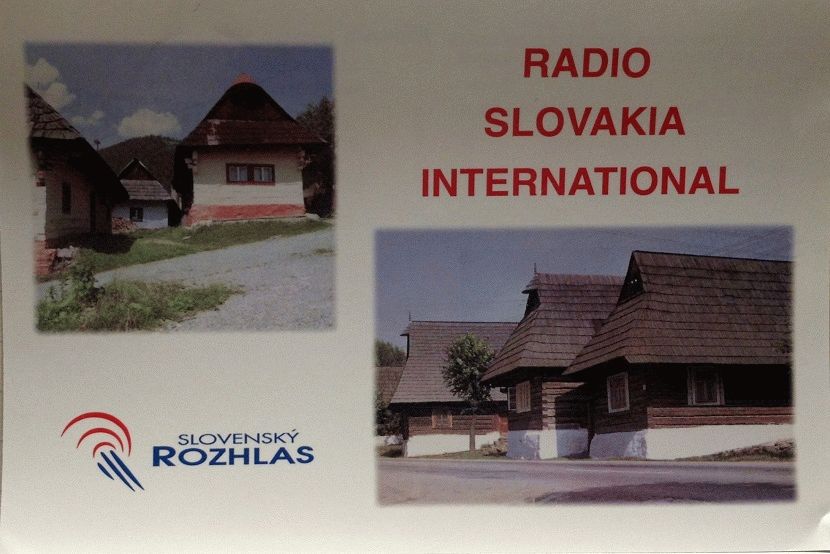 RADIO
SLOVAKIA
INTERNATIONAL
SLOVENSKÝ
ROZHLAS